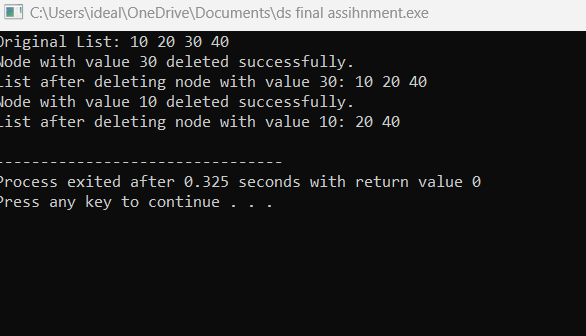 C:\Users\ideal\OneDrive\Documents\ds final assihnment.exe
Original List: 10 20 30 40
Node with value 30 deleted successfully.
List after deleting node with value 30: 10 20 40
Node with value 10 deleted successfully.
List after deleting node with value 10: 20 40
--------------------------------
Process exited after 0.325 seconds with return value 0
Press any key to continue . . .